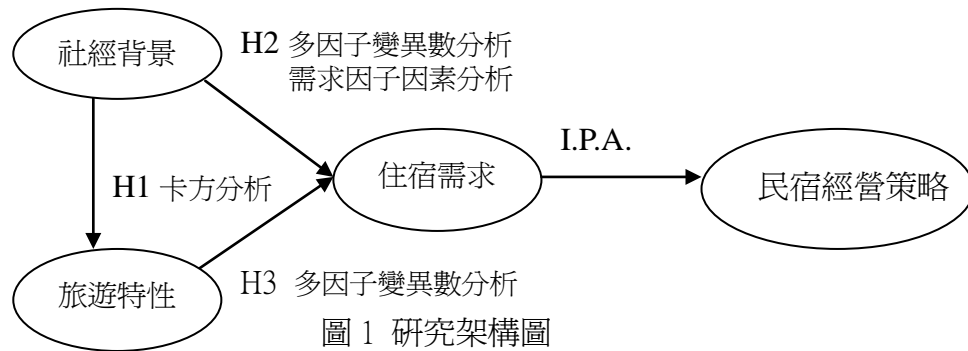 社經背景
H2 多因子變異數分析
需求因子因素分析
I.P.A.
住宿需求
民宿經營策略
H1 卡方分析
旅遊特性
H3 多因子變異數分析
圖 1 研究架構圖